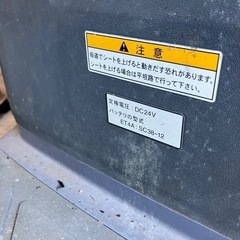 注意
坂道でシートを上げると動きだす恐れがあります。
シートを上げる場合は平坦路で行って下さい。
定格電圧：DC24V
バッテリの型式
ET4A：SC38-12